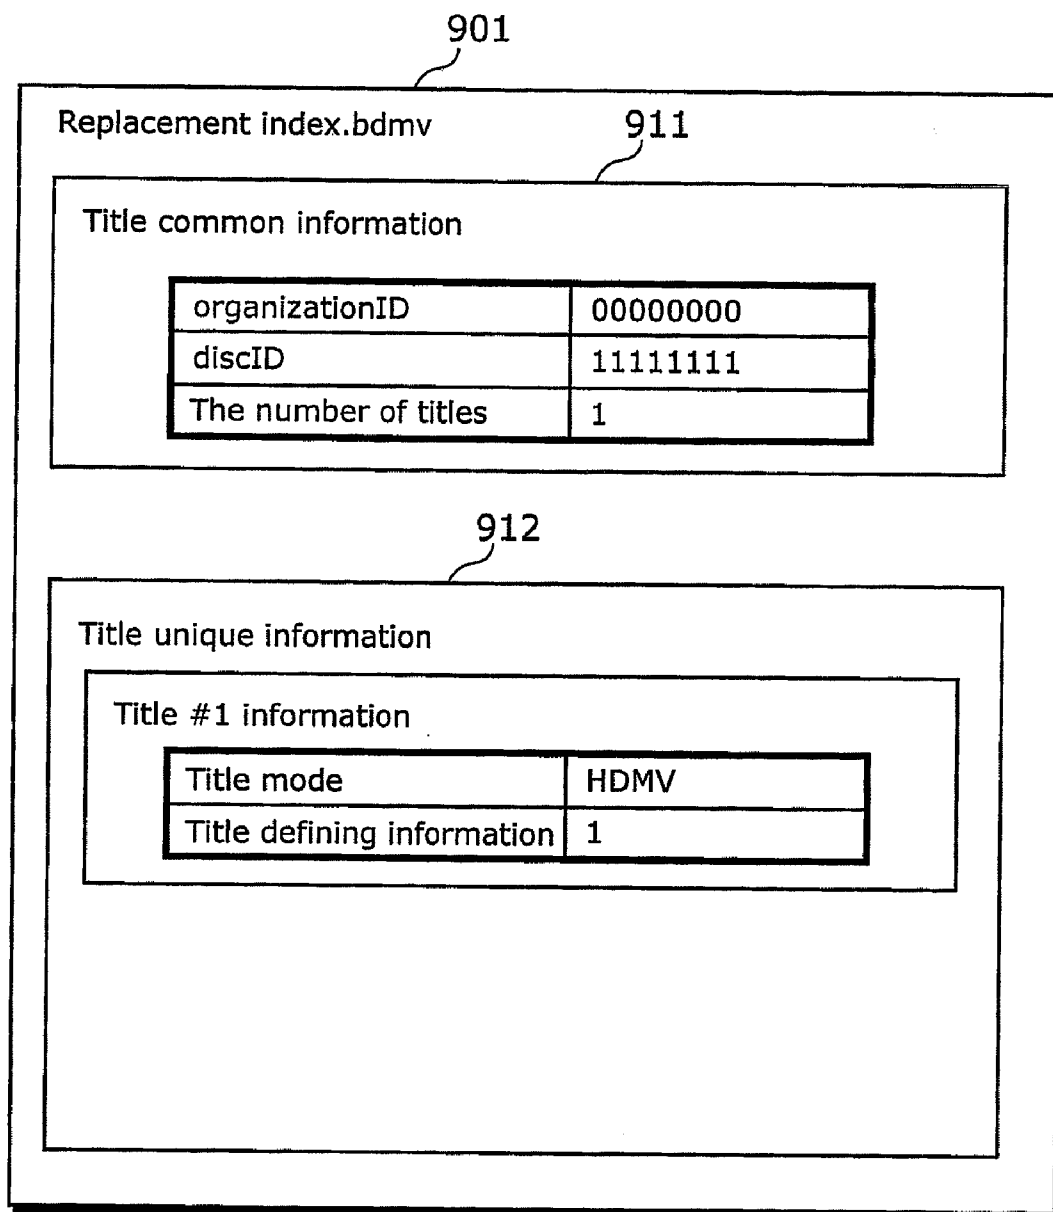 901
Replacement index.bdmv
911
Title common information
organizationID 00000000
discID 11111111
The number of titles 1
912
Title unique information
Title #1 information
Title mode HDMV
Title defining information 1